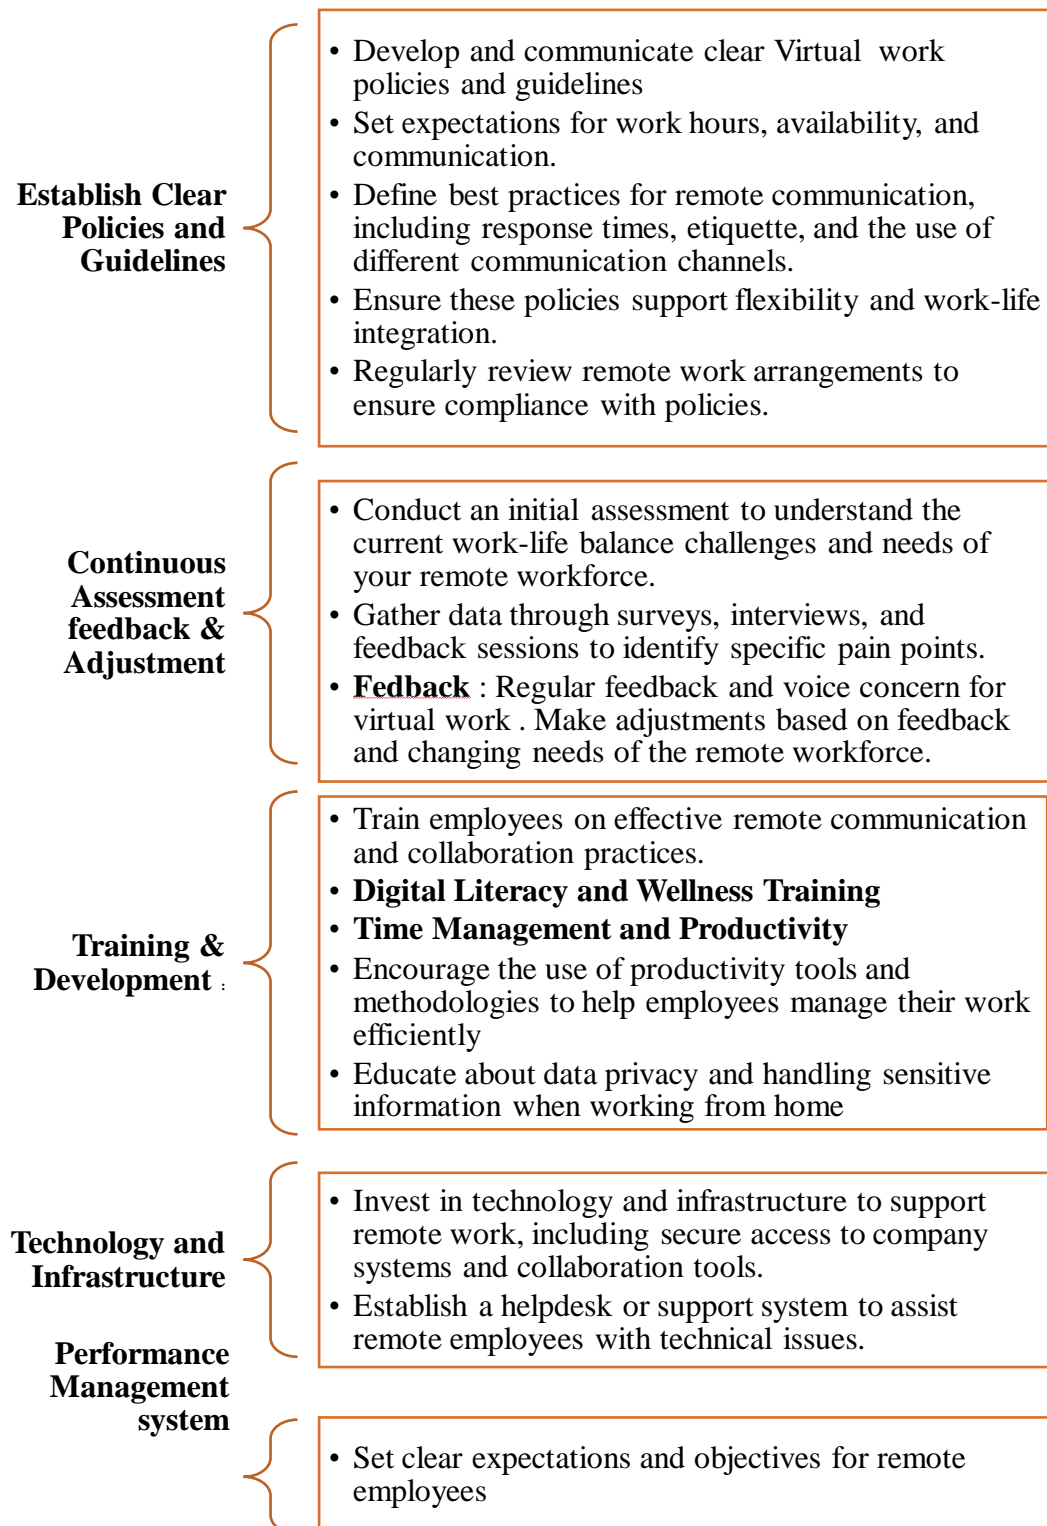 Establish Clear
Policies and
Guidelines
• Develop and communicate clear Virtual  work
policies and guidelines
• Set expectations for work hours, availability, and
communication.
• Define best practices for remote communication,
including response times, etiquette, and the use of
different communication channels.
• Ensure these policies support flexibility and work-life
integration.
• Regularly review remote work arrangements to
ensure compliance with policies.
Continuous
Assessment
feedback &
Adjustment
• Conduct an initial assessment to understand the
current work-life balance challenges and needs of
your remote workforce.
• Gather data through surveys, interviews, and
feedback sessions to identify specific pain points.
• Fedback : Regular feedback and voice concern for
virtual work . Make adjustments based on feedback
and changing needs of the remote workforce.
Training &
Development :
• Train employees on effective remote communication
and collaboration practices.
• Digital Literacy and Wellness Training
• Time Management and Productivity
• Encourage the use of productivity tools and
methodologies to help employees manage their work
efficiently
• Educate about data privacy and handling sensitive
information when working from home
Technology and
Infrastructure
• Invest in technology and infrastructure to support
remote work, including secure access to company
systems and collaboration tools.
• Establish a helpdesk or support system to assist
remote employees with technical issues.
Performance
Management
system
• Set clear expectations and objectives for remote
employees